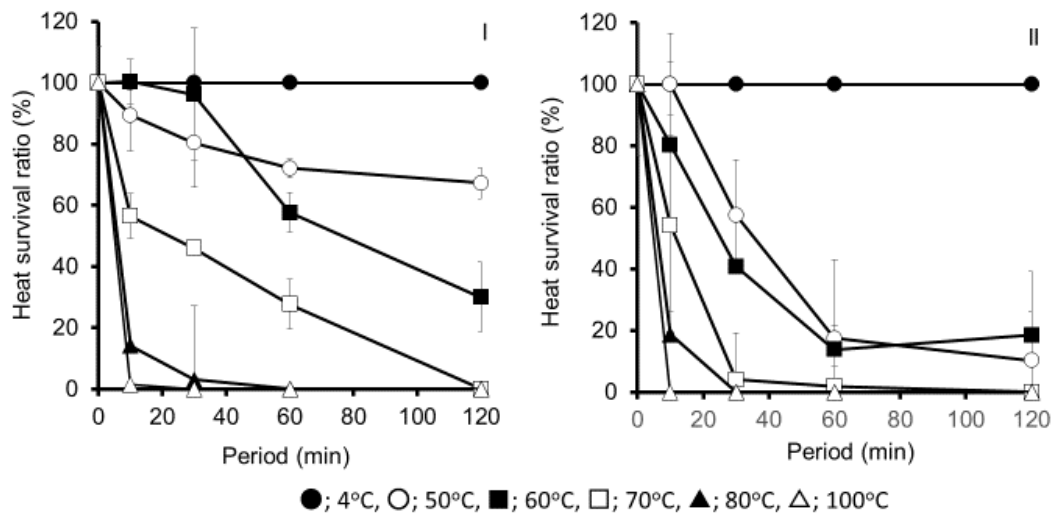 I
120
100
80
60
40
20
0
Heat survival ratio (%)
0 20 40 60 80 100 120
Period (min)
II
120
100
80
60
40
20
0
Heat survival ratio (%)
0 20 40 60 80 100 120
Period (min)
●; 4°C, ○; 50°C, ■; 60°C, □; 70°C, ▲; 80°C, △; 100°C